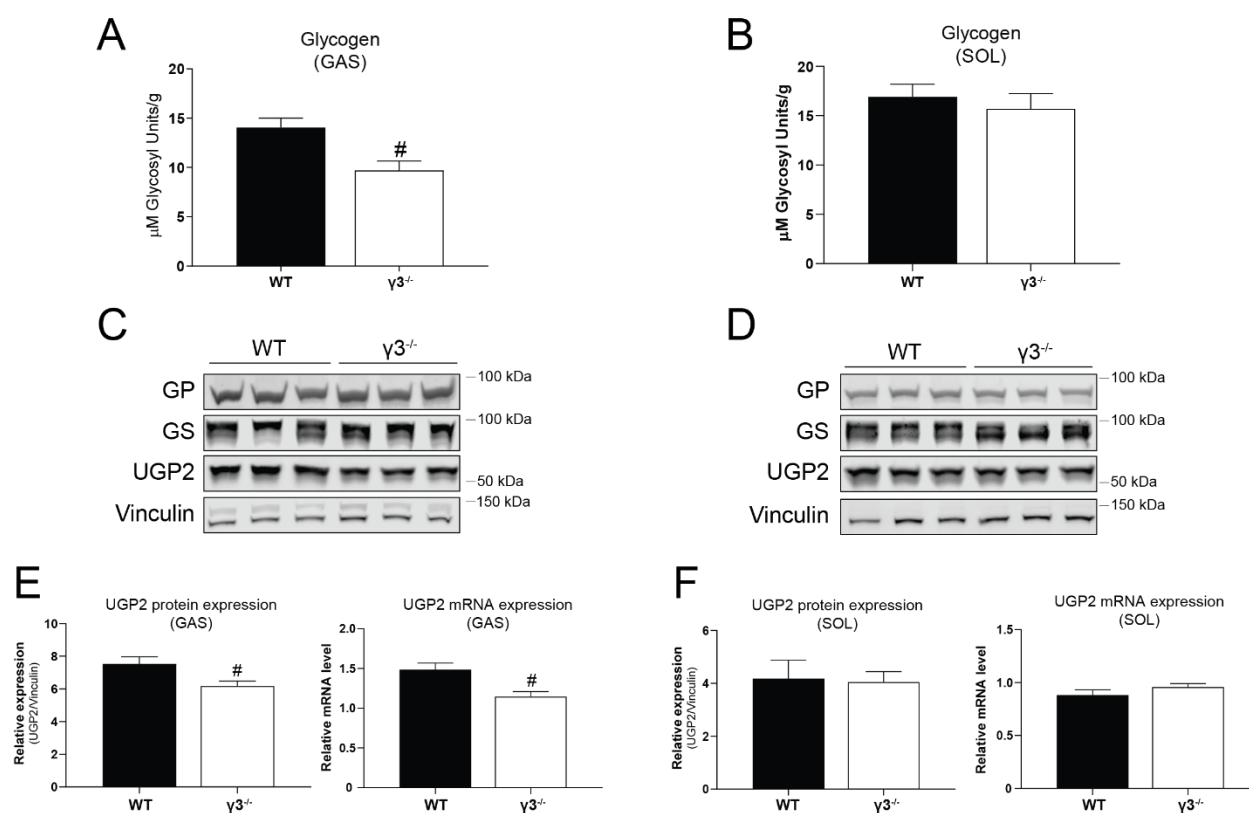 A
Glycogen
(GAS)
µM Glycosyl Units/g
20
15
10
5
0
#
WT
γ3-/-
B
Glycogen
(SOL)
µM Glycosyl Units/g
20
15
10
5
0
WT
γ3-/-
C
WT
γ3-/-
GP
100 kDa
GS
100 kDa
UGP2
50 kDa
Vinculin
150 kDa
D
WT
γ3-/-
GP
100 kDa
GS
100 kDa
UGP2
50 kDa
Vinculin
150 kDa
E
UGP2 protein expression
(GAS)
Relative expression
(UGP2/Vinculin)
10
8
6
4
2
0
#
WT
γ3-/-
UGP2 mRNA expression
(GAS)
Relative mRNA level
2.0
1.5
1.0
0.5
0.0
#
WT
γ3-/-
F
UGP2 protein expression
(SOL)
Relative expression
(UGP2/Vinculin)
6
4
2
0
WT
γ3-/-
UGP2 mRNA expression
(SOL)
Relative mRNA level
1.5
1.0
0.5
0.0
WT
γ3-/-